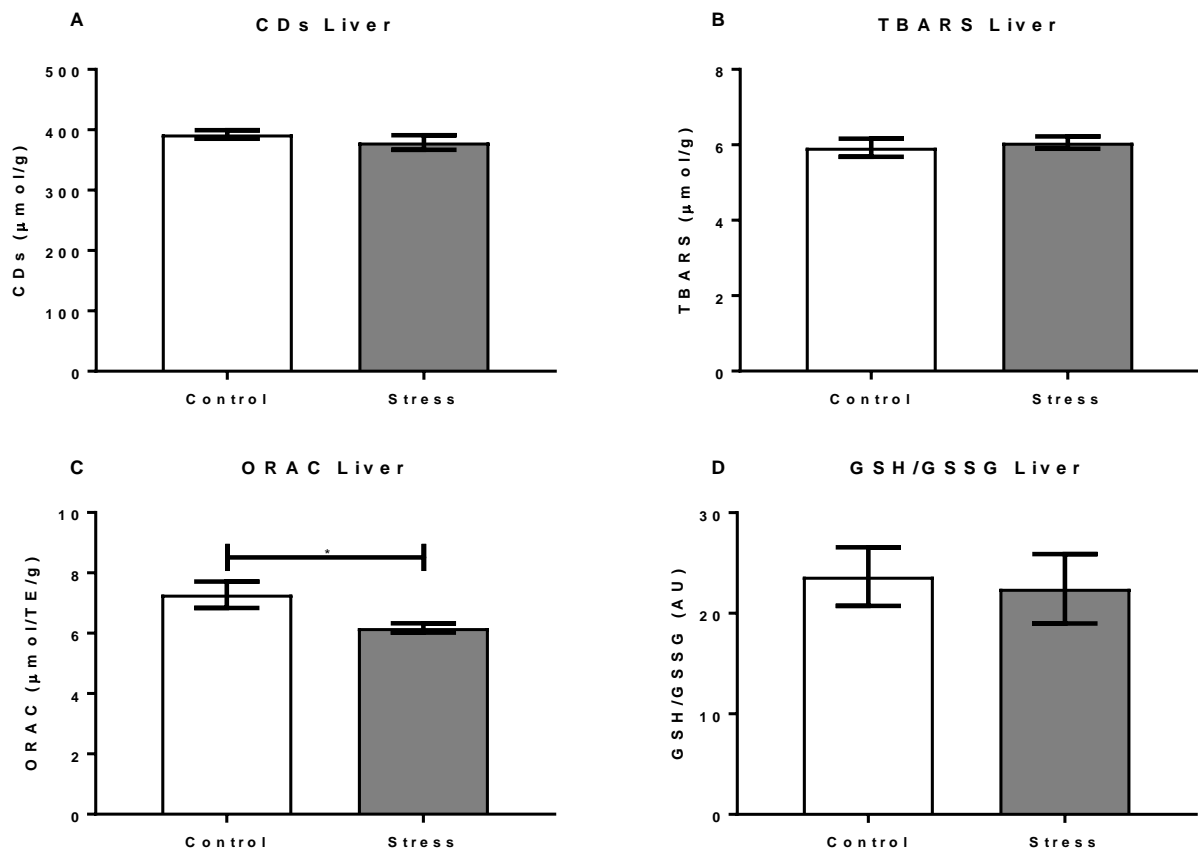 A
CDs Liver
CDs (µmol/g)
500
400
300
200
100
0
Control Stress
B
TBARS Liver
TBARS (µmol/g)
8
6
4
2
0
Control Stress
C
ORAC Liver
ORAC (µmol/TE/g)
10
8
6
4
2
0
*
Control Stress
D
GSH/GSSG Liver
GSH/GSSG (AU)
30
20
10
0
Control Stress